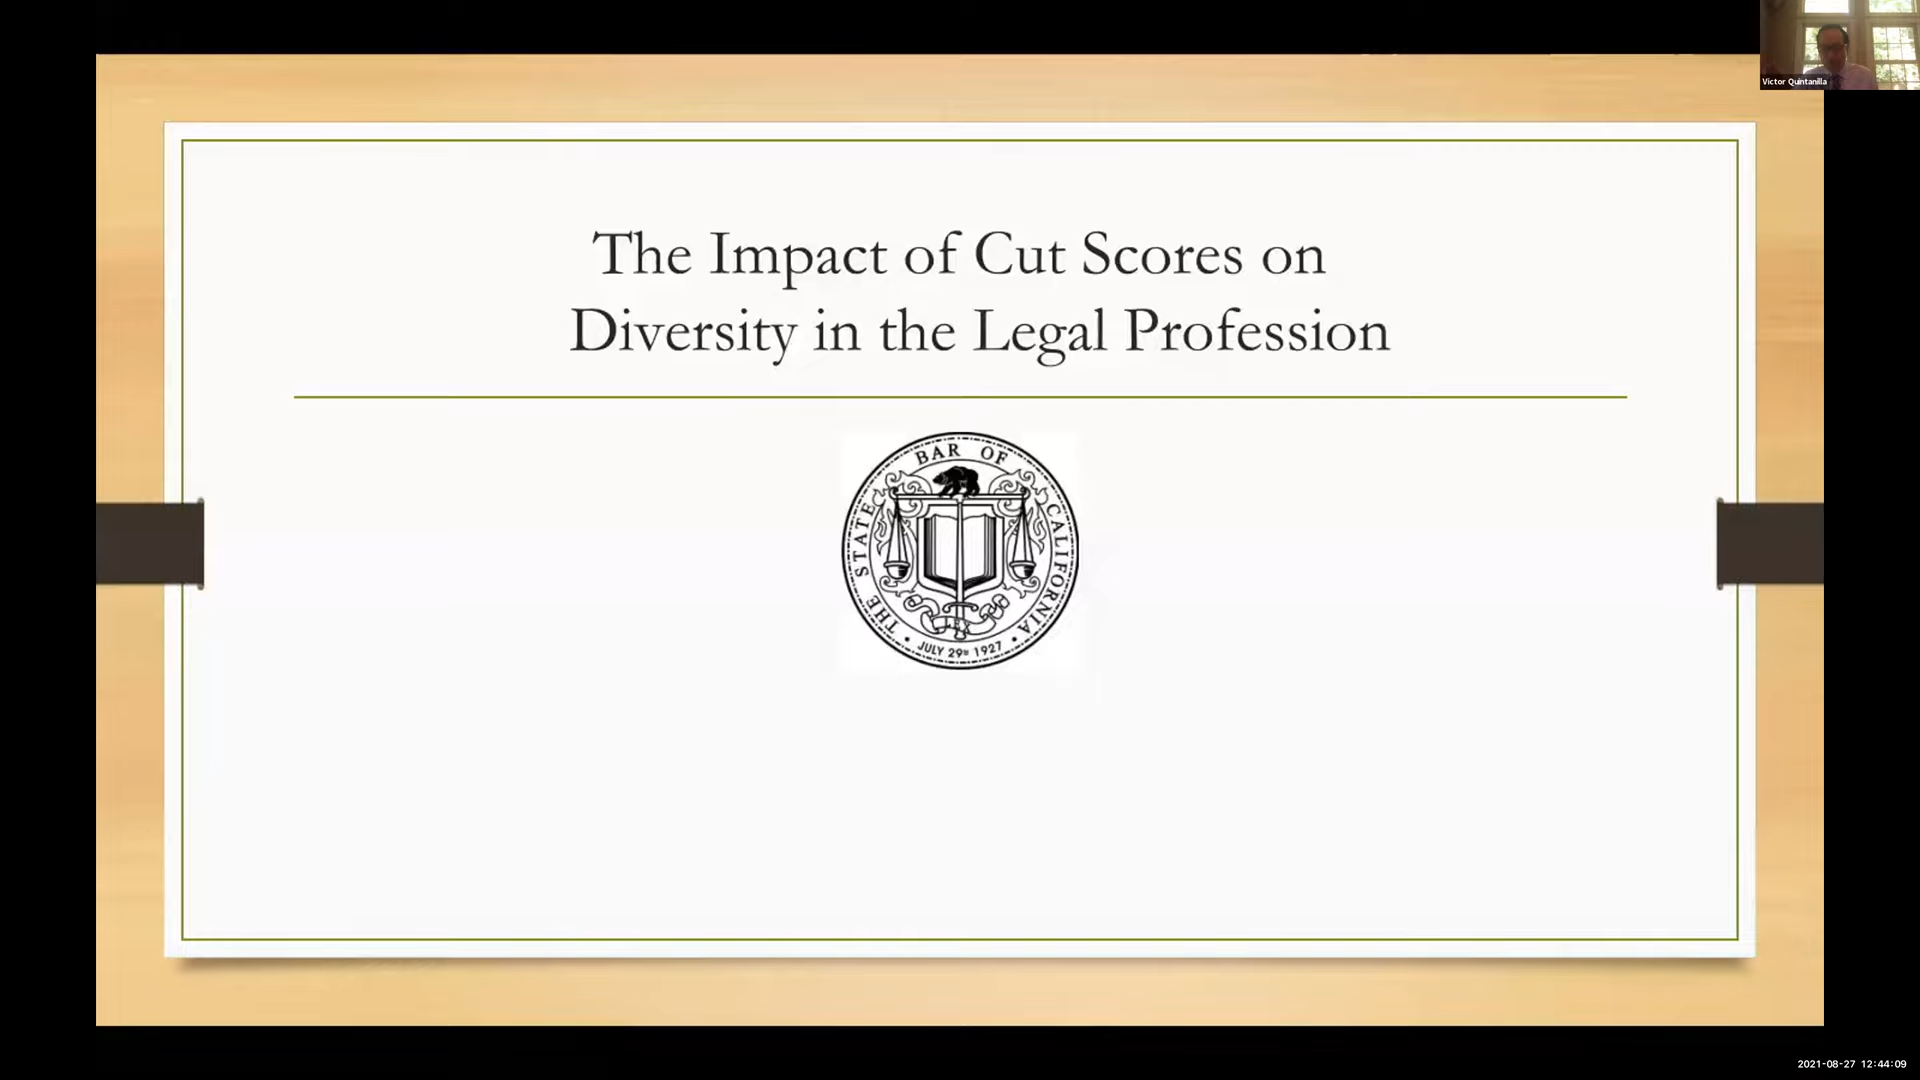 Victor Quintanilla
The Impact of Cut Scores on
Diversity in the Legal Profession
THE STATE BAR OF CALIFORNIA
LEX
• JULY 29TH 1927 •
2021-08-27 12:44:09